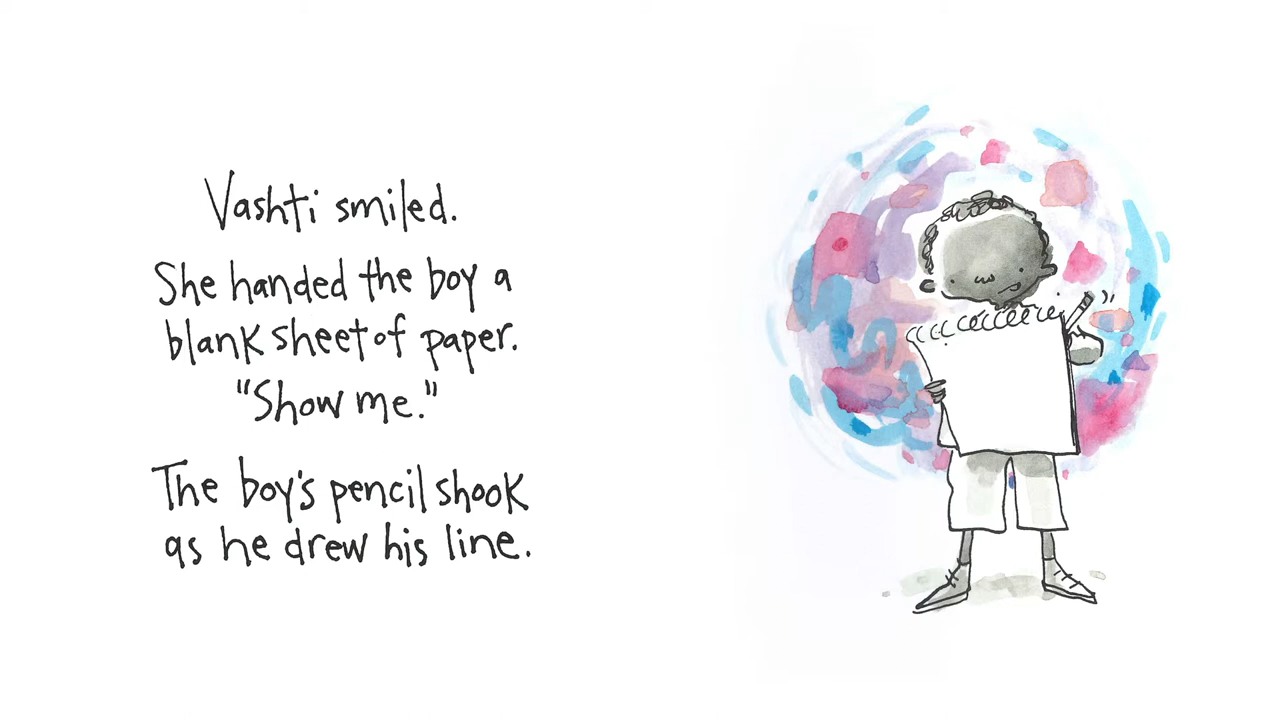 Vashti smiled.
She handed the boy a
blank sheet of paper.
"Show me."
The boy's pencil shook
as he drew his line.